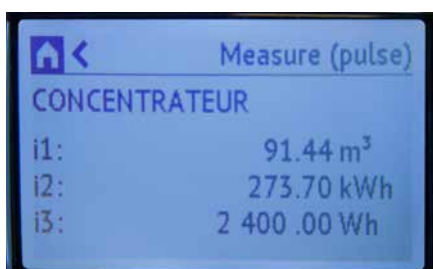 Measure (pulse)
CONCENTRATEUR
i1: 91.44 m³
i2: 273.70 kWh
i3: 2 400 .00 Wh